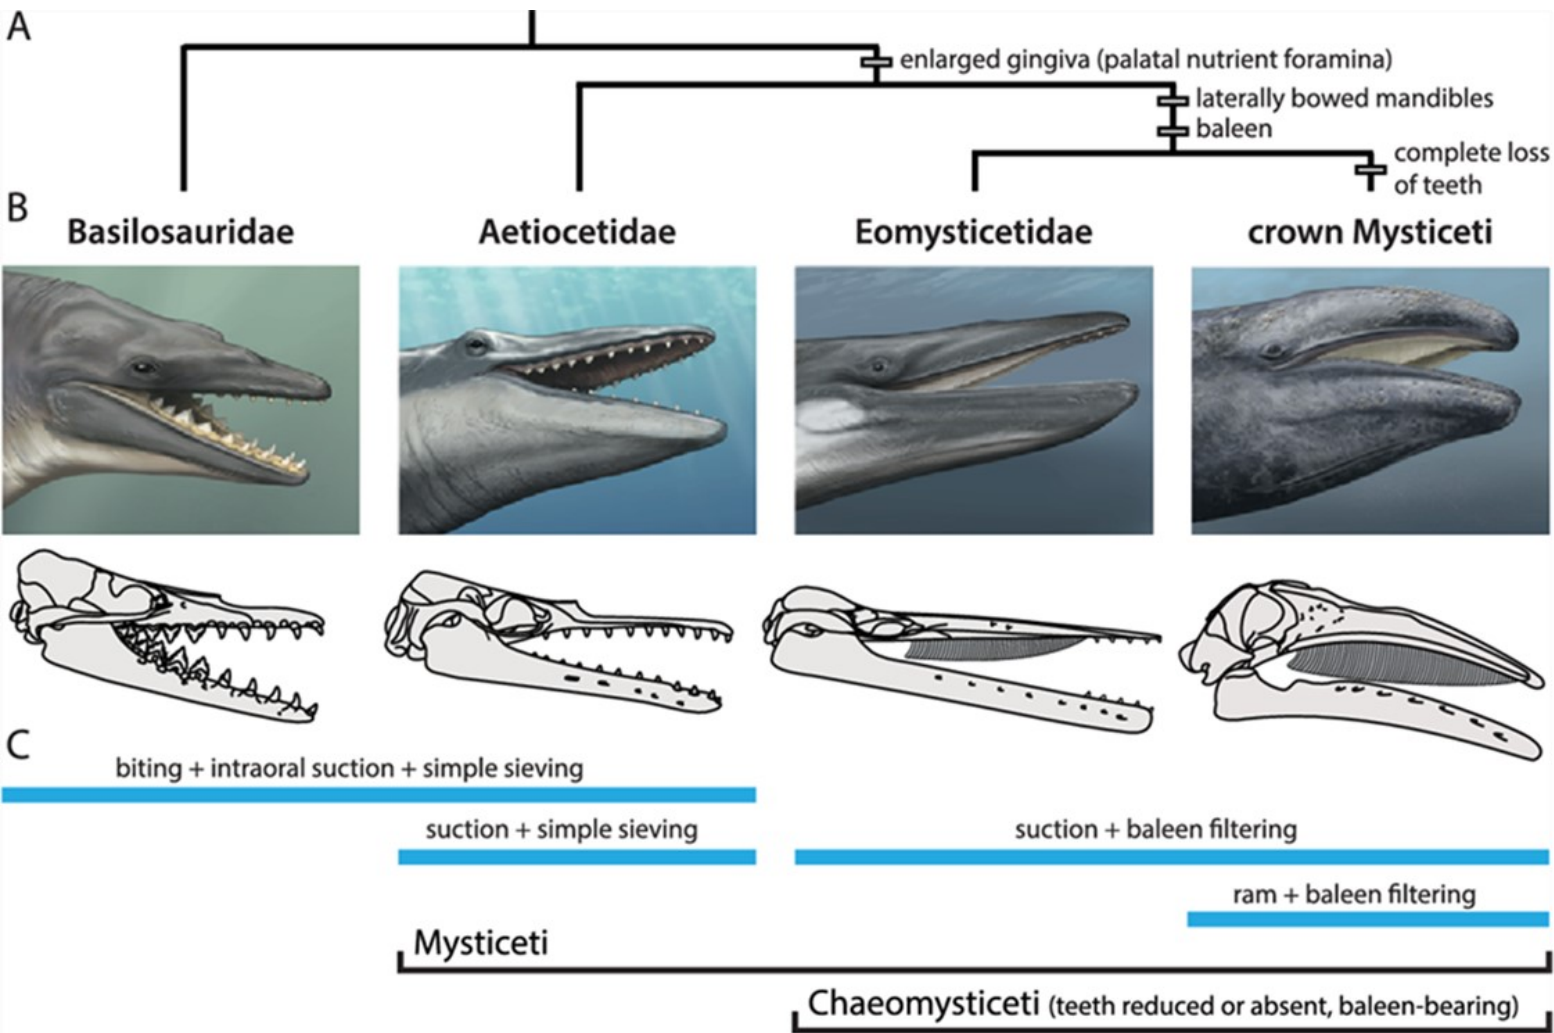 A
enlarged gingiva (palatal nutrient foramina)
laterally bowed mandibles
baleen
complete loss
of teeth
B
Basilosauridae
Aetiocetidae
Eomysticetidae
crown Mysticeti
C
biting + intraoral suction + simple sieving
suction + simple sieving
suction + baleen filtering
ram + baleen filtering
Mysticeti
Chaeomysticeti (teeth reduced or absent, baleen-bearing)